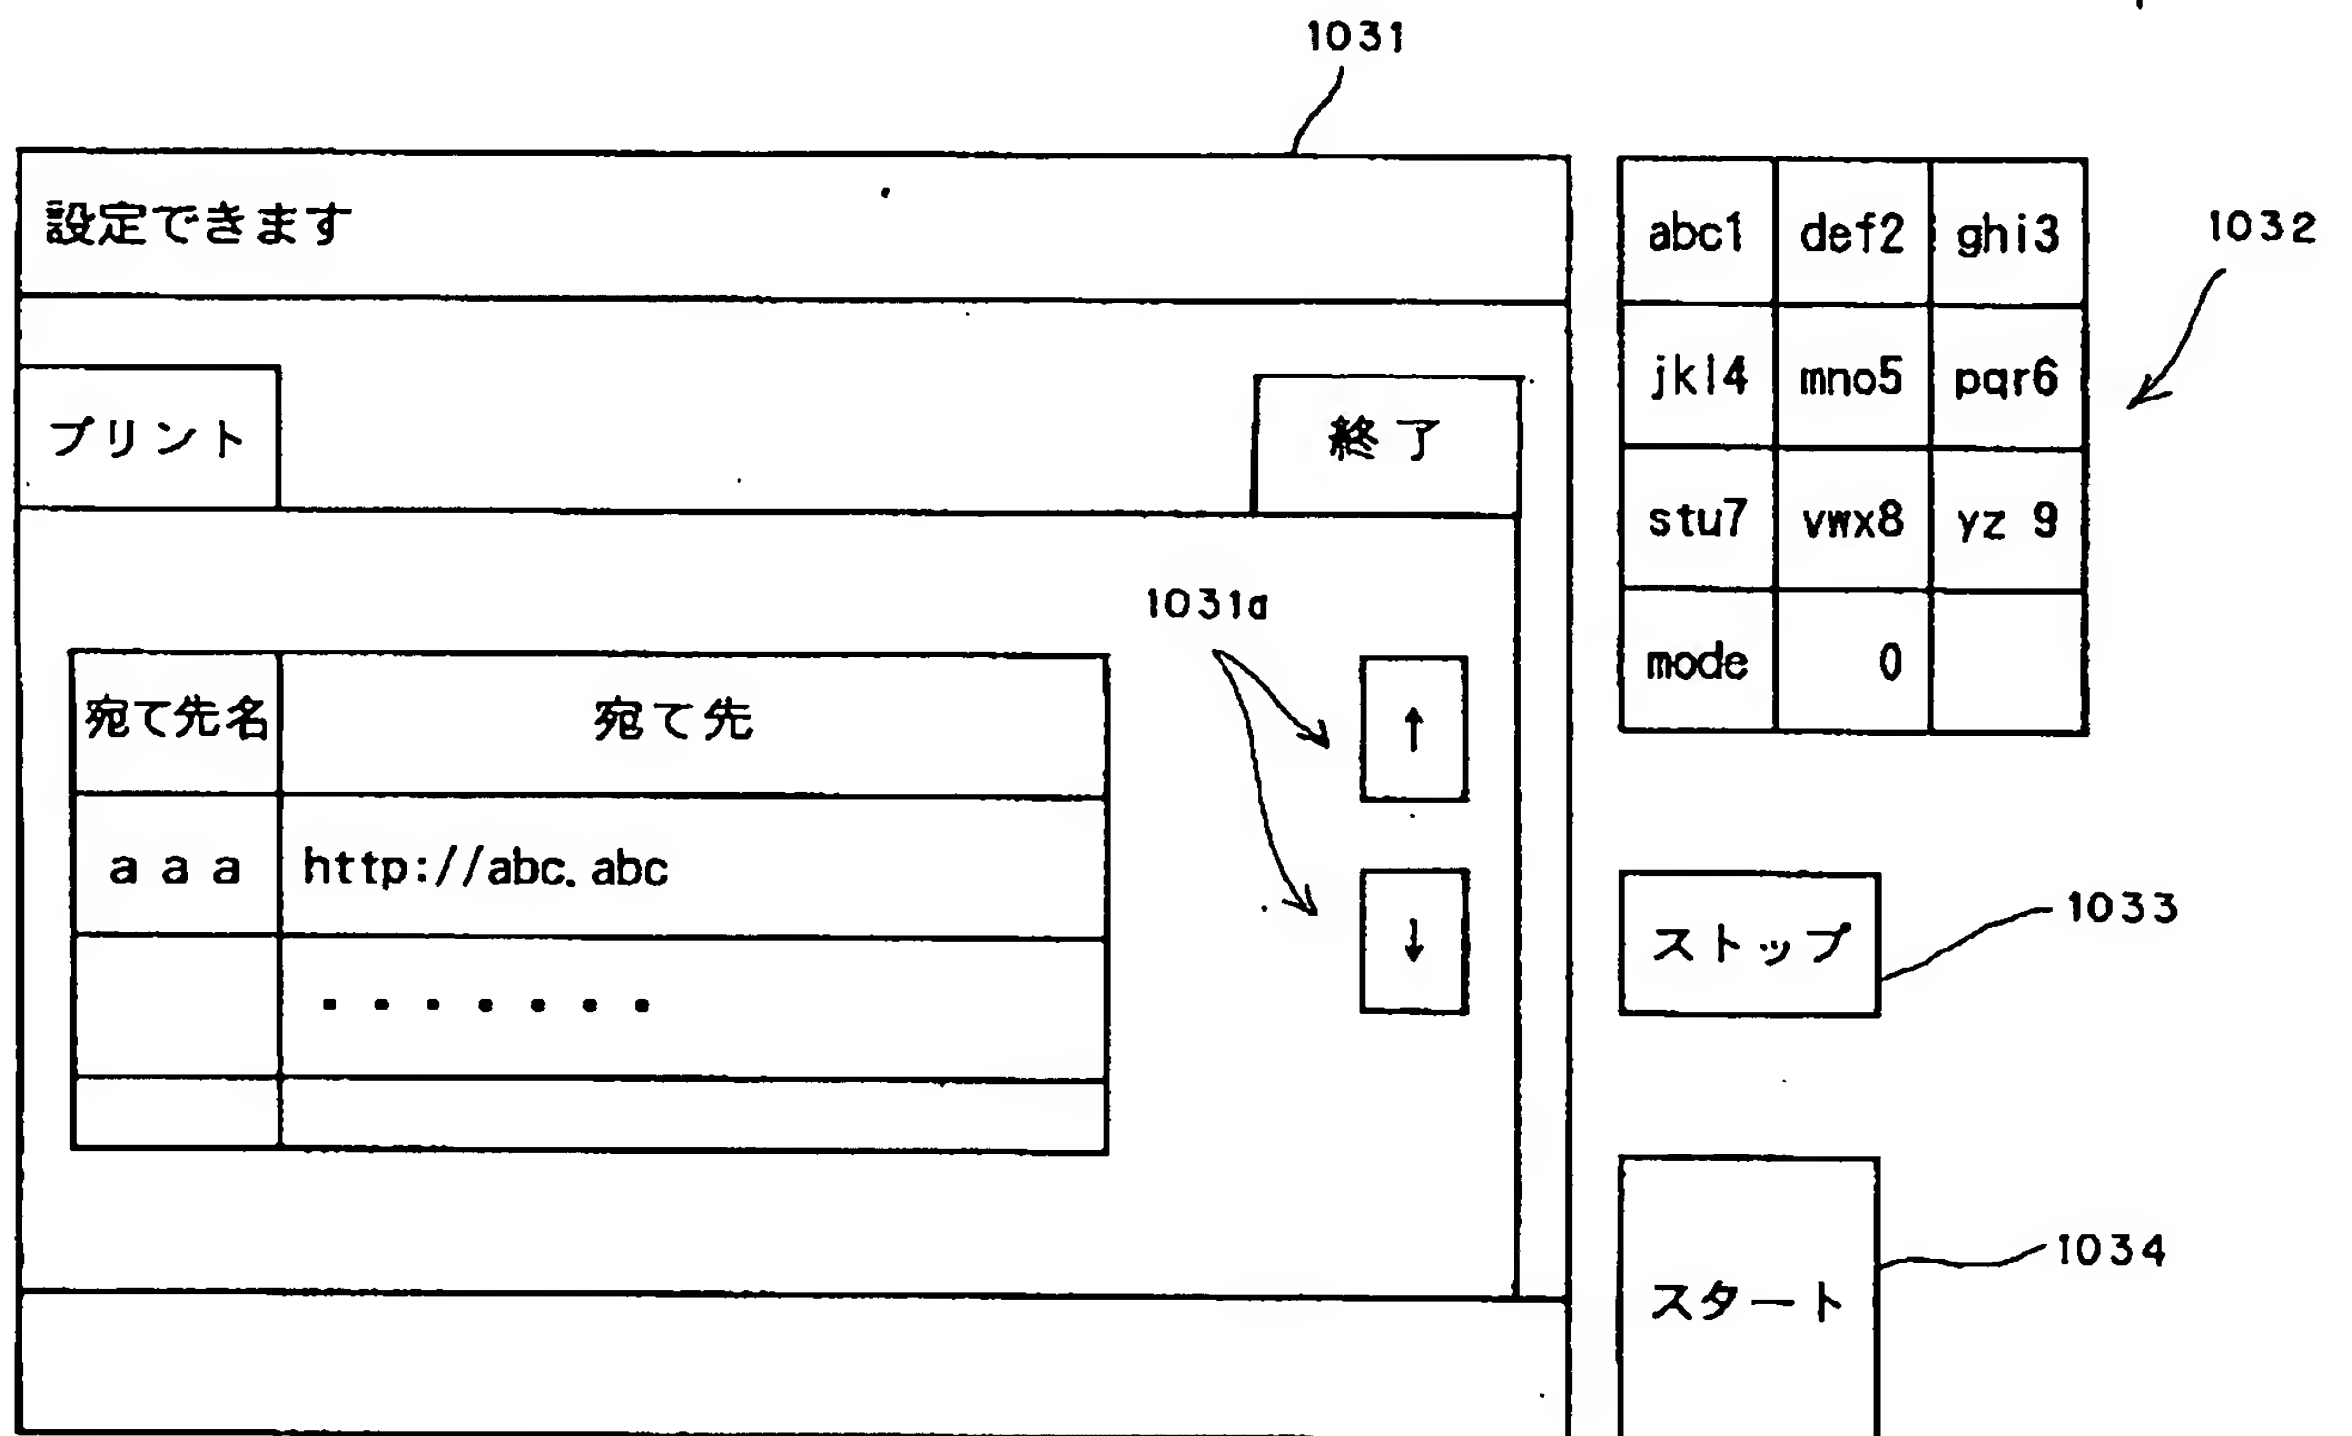 1031
設定できます
プリント
終了
1031a
宛て先名 宛て先
aaa http://abc.abc
・・・・・・・
↑
↓
abc1 def2 ghi3
jkl4 mno5 pqr6
stu7 vwx8 yz 9
mode 0
1032
ストップ
1033
スタート
1034